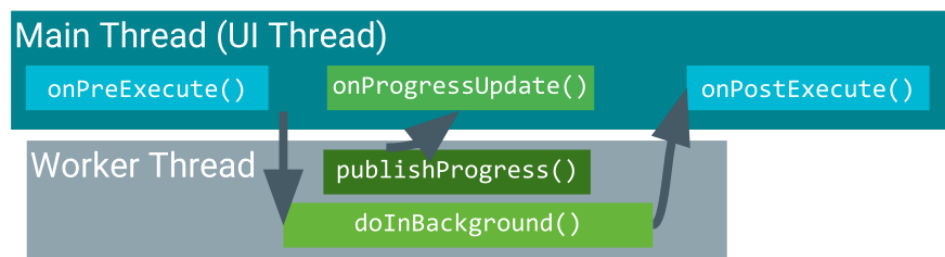 Main Thread (UI Thread)
onPreExecute()
onProgressUpdate()
onPostExecute()
Worker Thread
publishProgress()
doInBackground()